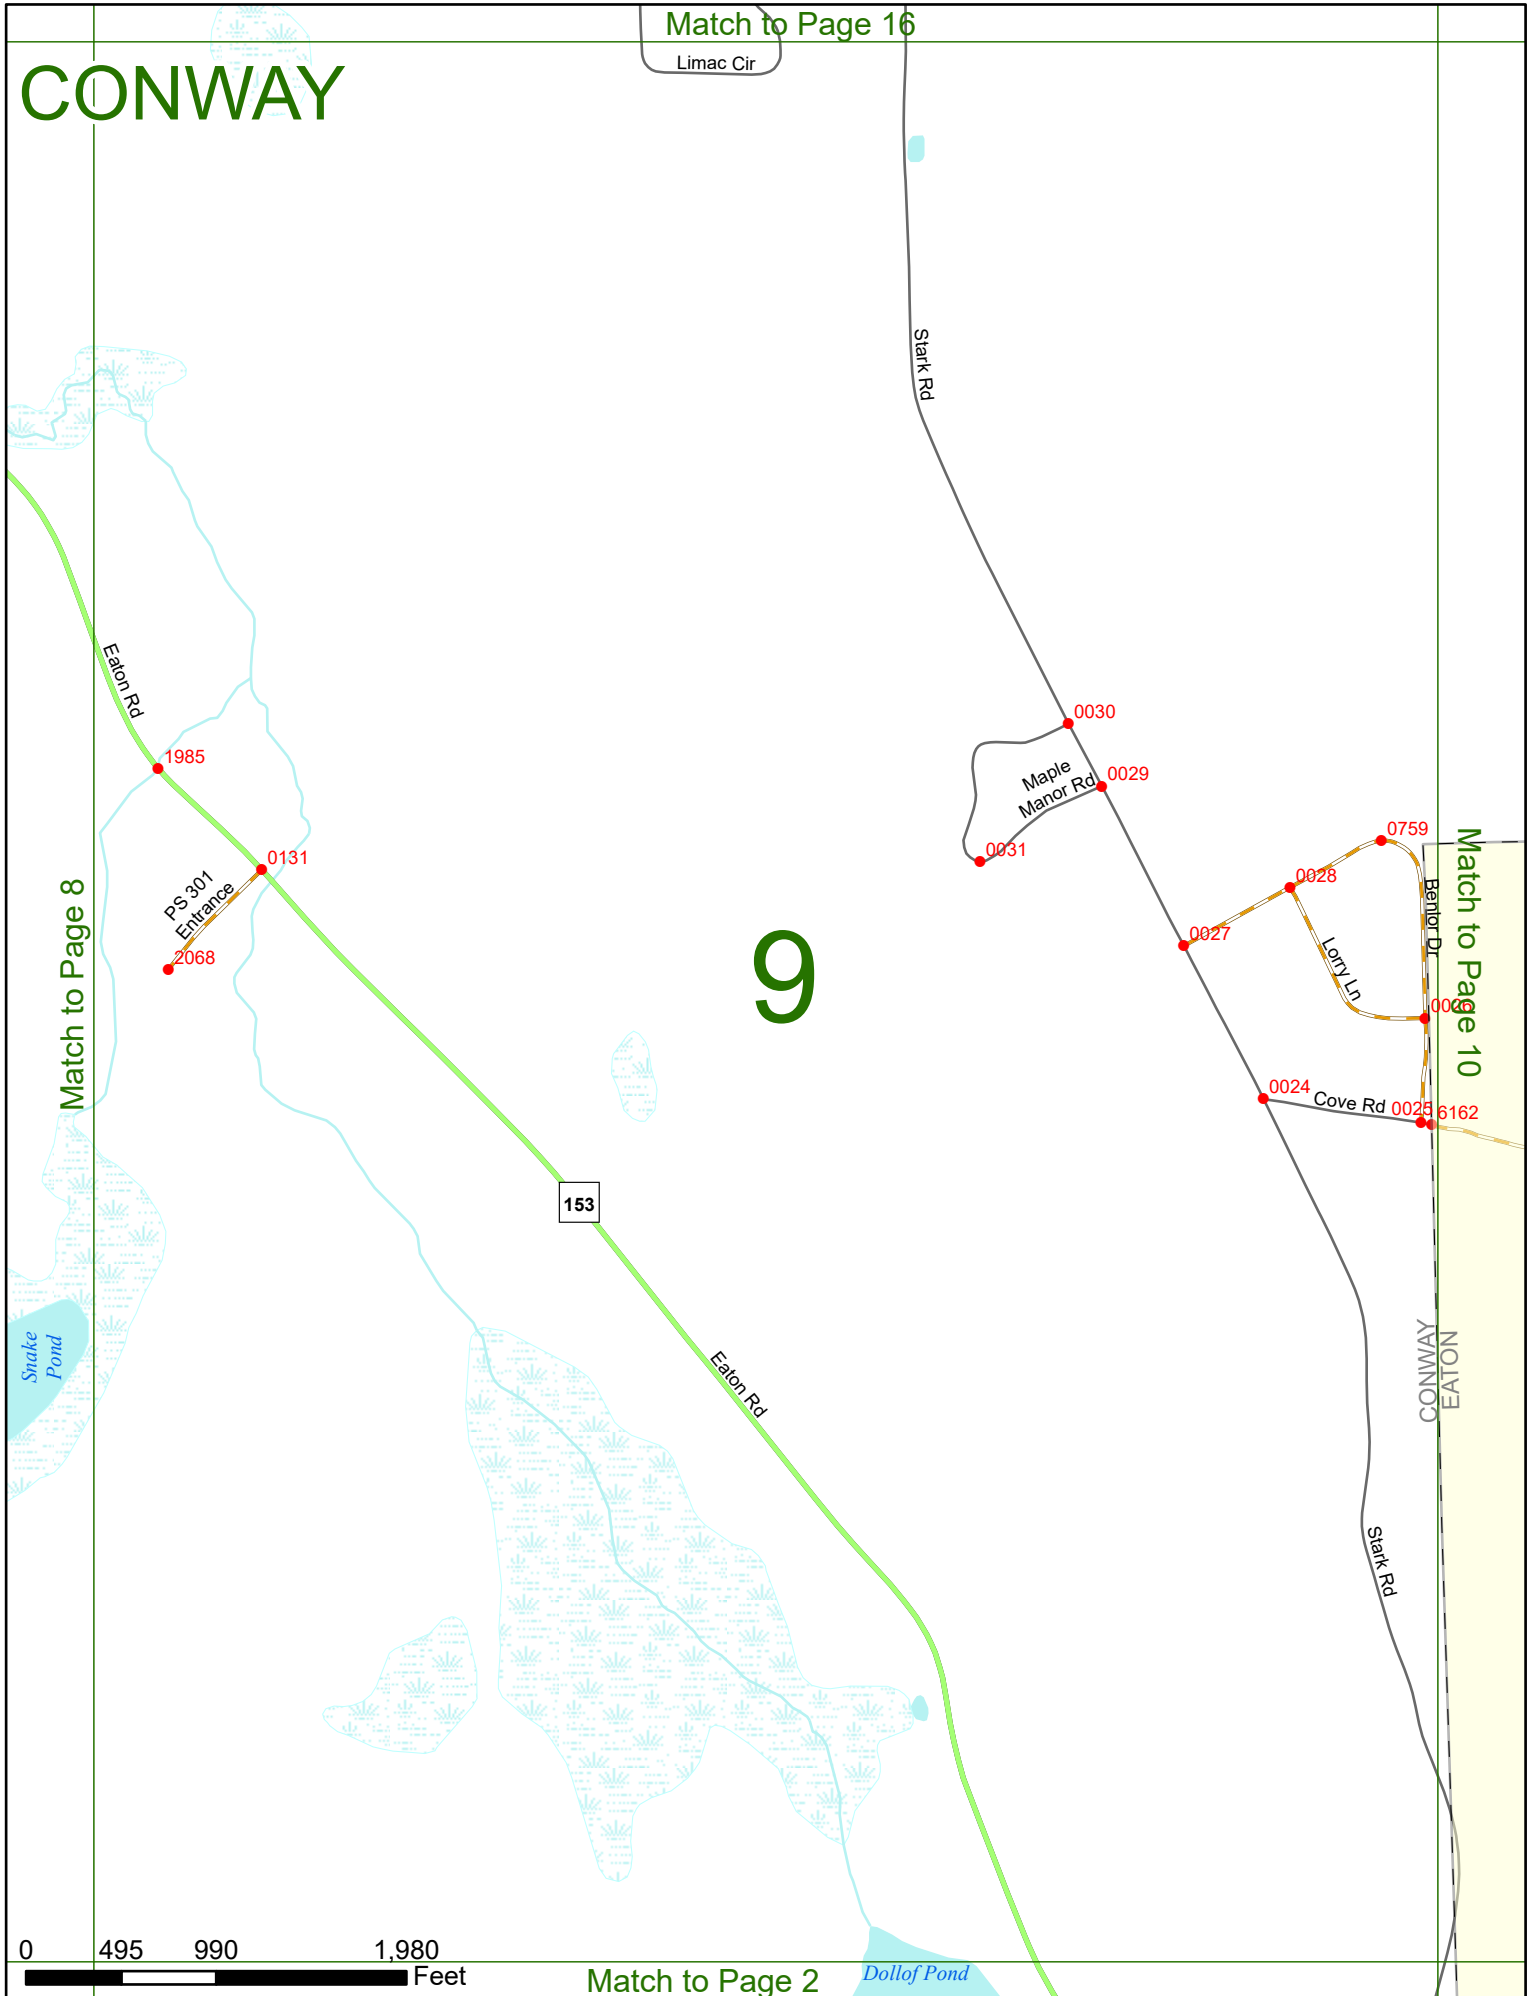 Match to Page 16
Limac Cir
CONWAY
Stark Rd
Eaton Rd
0030
1985
Maple
Manor Rd
0029
0031
0131
PS 301
Entrance
2068
0759
0028
Benlor Dr
Match to Page 10
Match to Page 8
9
0027
Lorry Ln
0026
0024
Cove Rd
0025
6162
153
Snake
Pond
Eaton Rd
CONWAY
EATON
Stark Rd
0 495 990 1,980
Feet
Match to Page 2
Dollof Pond